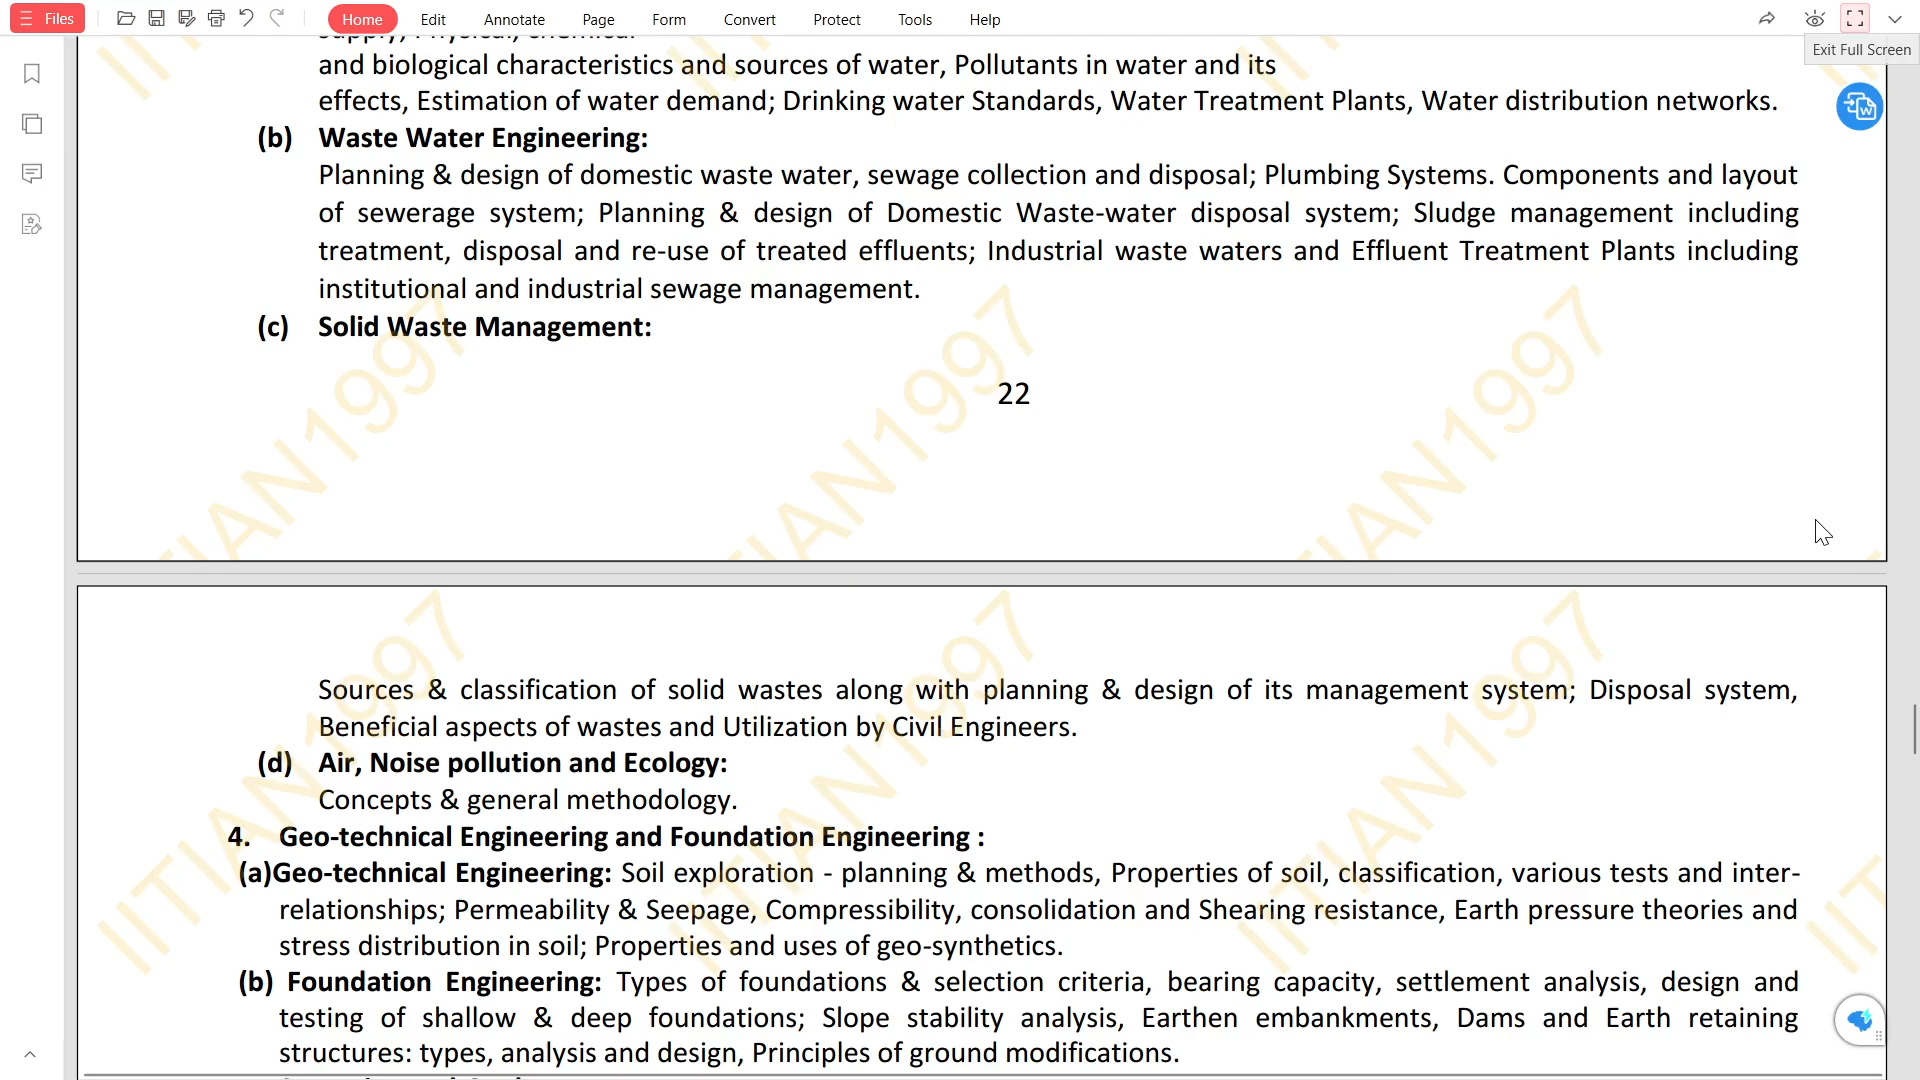 Files
Home
Edit
Annotate
Page
Form
Convert
Protect
Tools
Help
Exit Full Screen
supply, Physical, chemical
and biological characteristics and sources of water, Pollutants in water and its
effects, Estimation of water demand; Drinking water Standards, Water Treatment Plants, Water distribution networks.
(b) Waste Water Engineering:
Planning & design of domestic waste water, sewage collection and disposal; Plumbing Systems. Components and layout
of sewerage system; Planning & design of Domestic Waste-water disposal system; Sludge management including
treatment, disposal and re-use of treated effluents; Industrial waste waters and Effluent Treatment Plants including
institutional and industrial sewage management.
(c) Solid Waste Management:
22
IITIAN1997
Sources & classification of solid wastes along with planning & design of its management system; Disposal system,
Beneficial aspects of wastes and Utilization by Civil Engineers.
(d) Air, Noise pollution and Ecology:
Concepts & general methodology.
4. Geo-technical Engineering and Foundation Engineering :
(a)Geo-technical Engineering: Soil exploration - planning & methods, Properties of soil, classification, various tests and inter-
relationships; Permeability & Seepage, Compressibility, consolidation and Shearing resistance, Earth pressure theories and
stress distribution in soil; Properties and uses of geo-synthetics.
(b) Foundation Engineering: Types of foundations & selection criteria, bearing capacity, settlement analysis, design and
testing of shallow & deep foundations; Slope stability analysis, Earthen embankments, Dams and Earth retaining
structures: types, analysis and design, Principles of ground modifications.